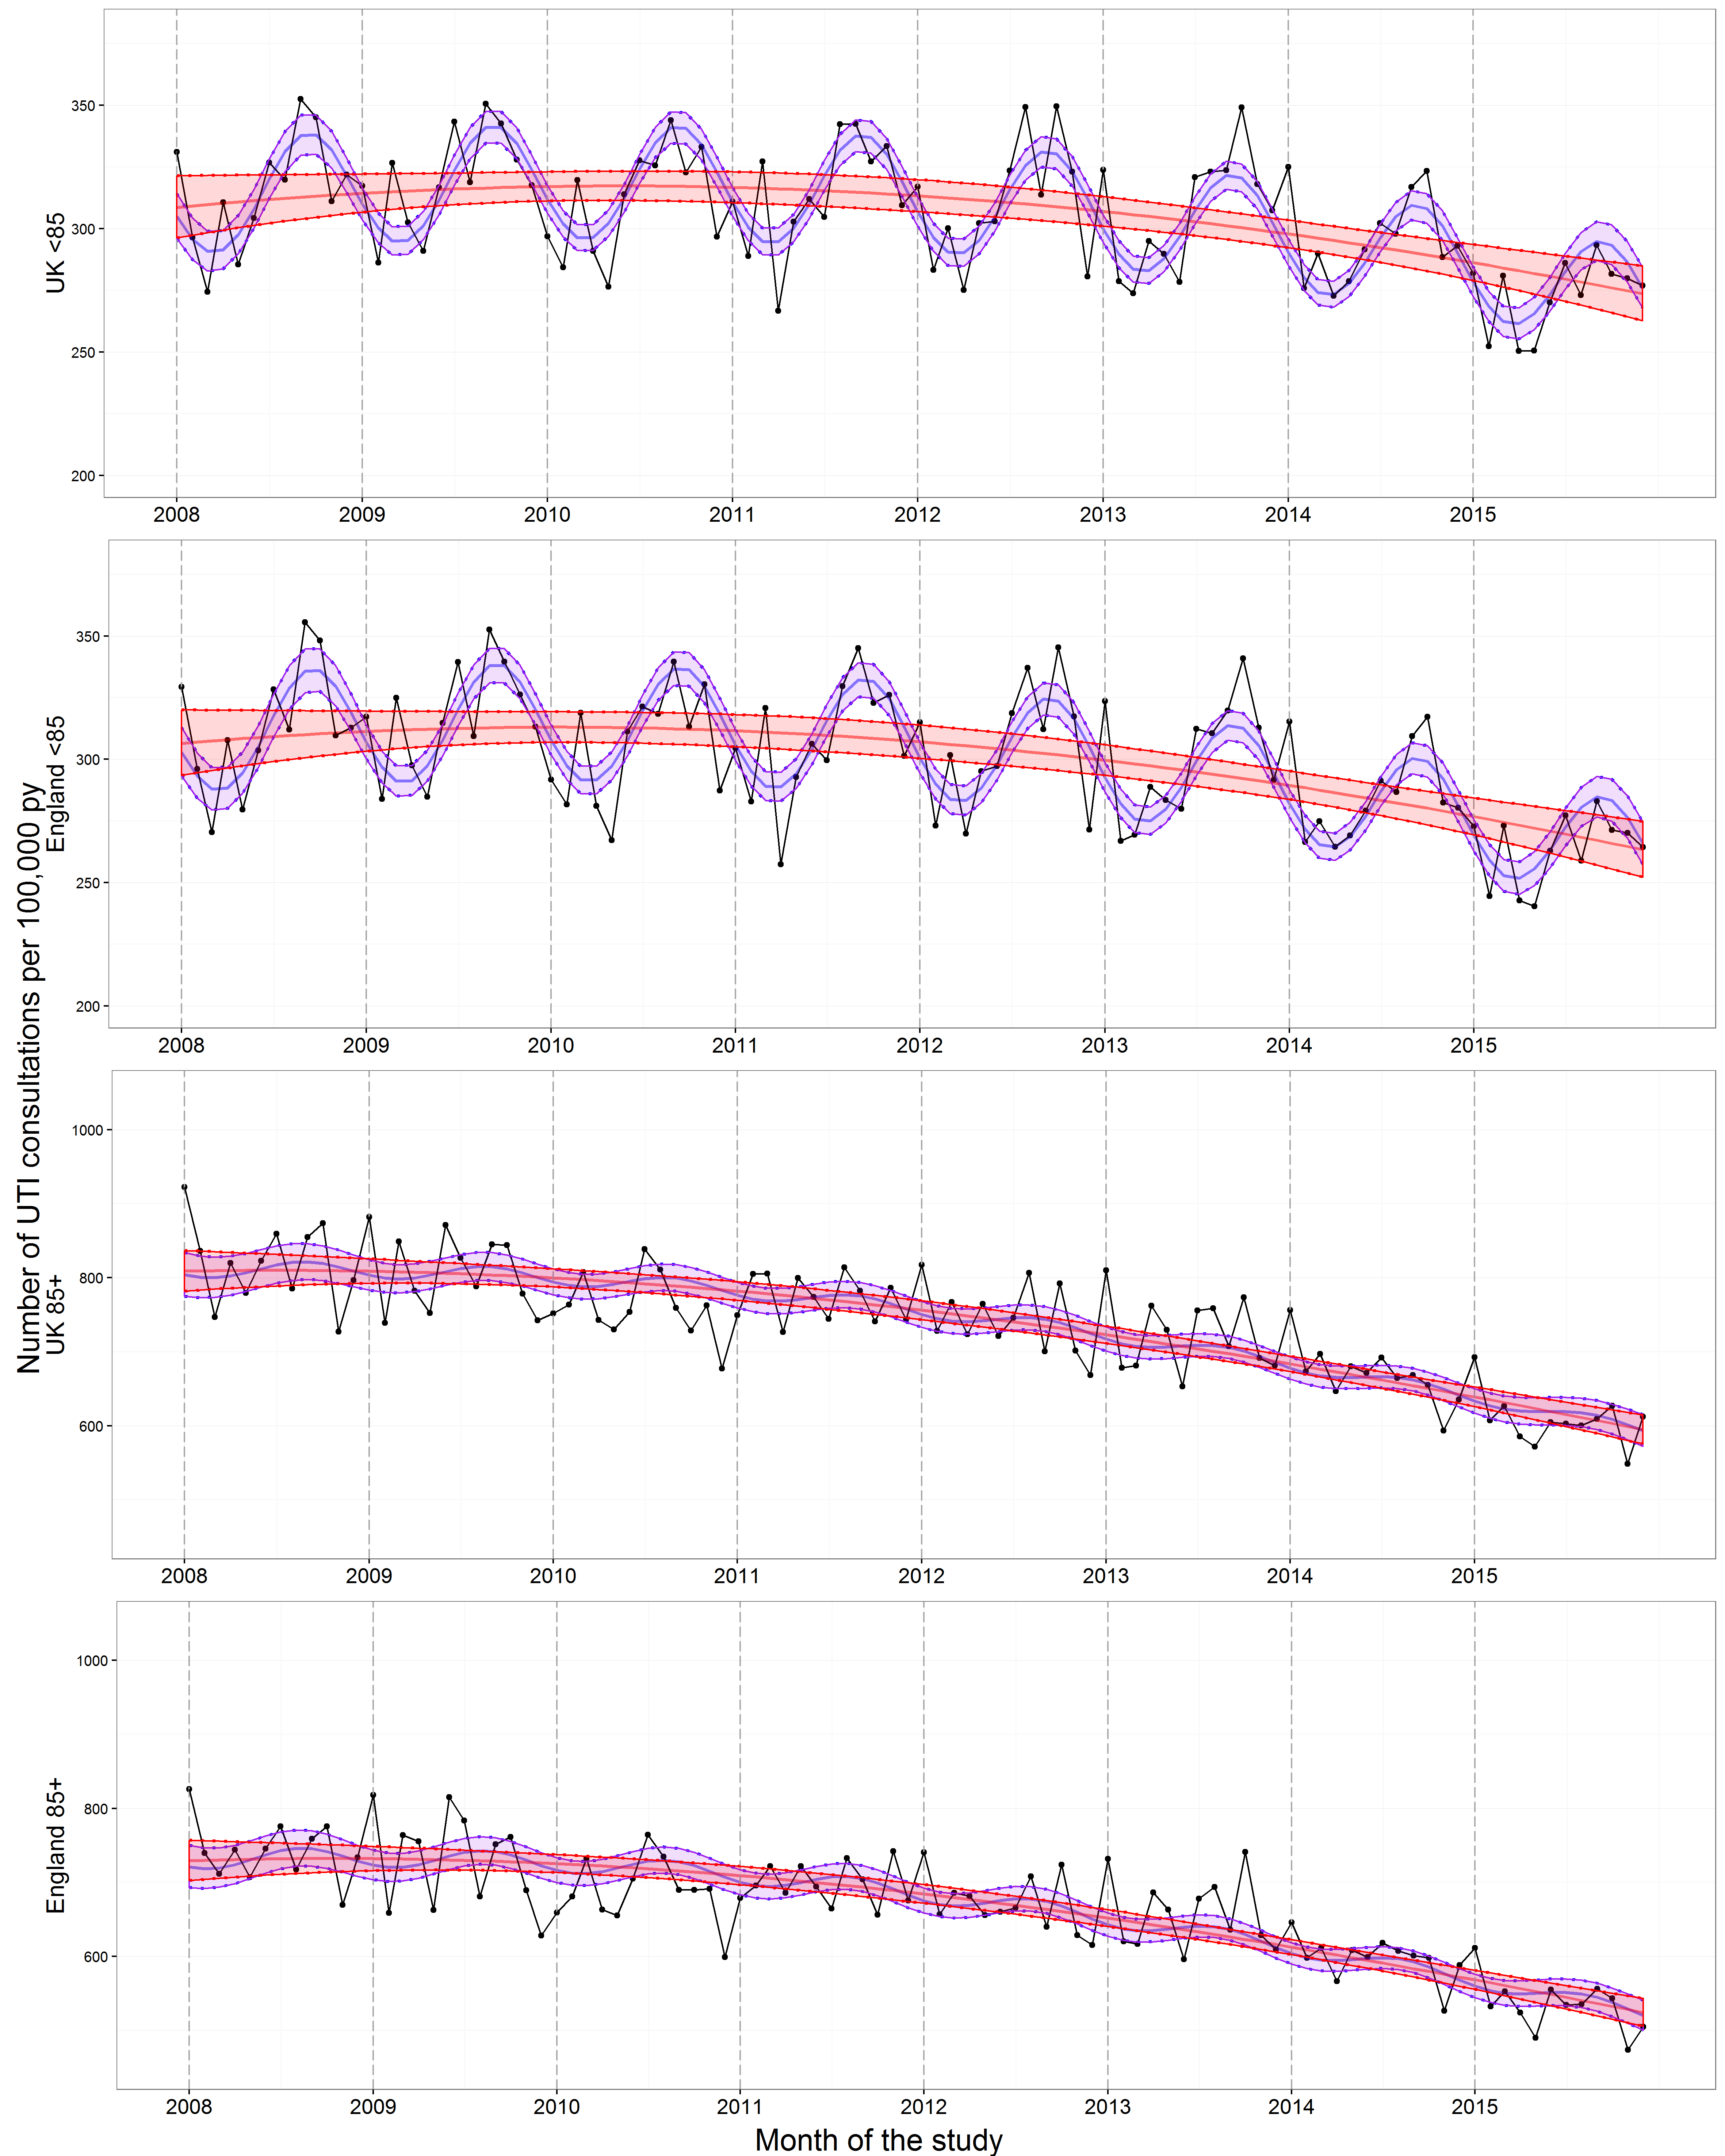 Number of UTI consultations per 100,000 py
UK <85
350
300
250
200
2008 2009 2010 2011 2012 2013 2014 2015
England <85
350
300
250
200
2008 2009 2010 2011 2012 2013 2014 2015
UK 85+
1000
800
600
2008 2009 2010 2011 2012 2013 2014 2015
England 85+
1000
800
600
2008 2009 2010 2011 2012 2013 2014 2015
Month of the study